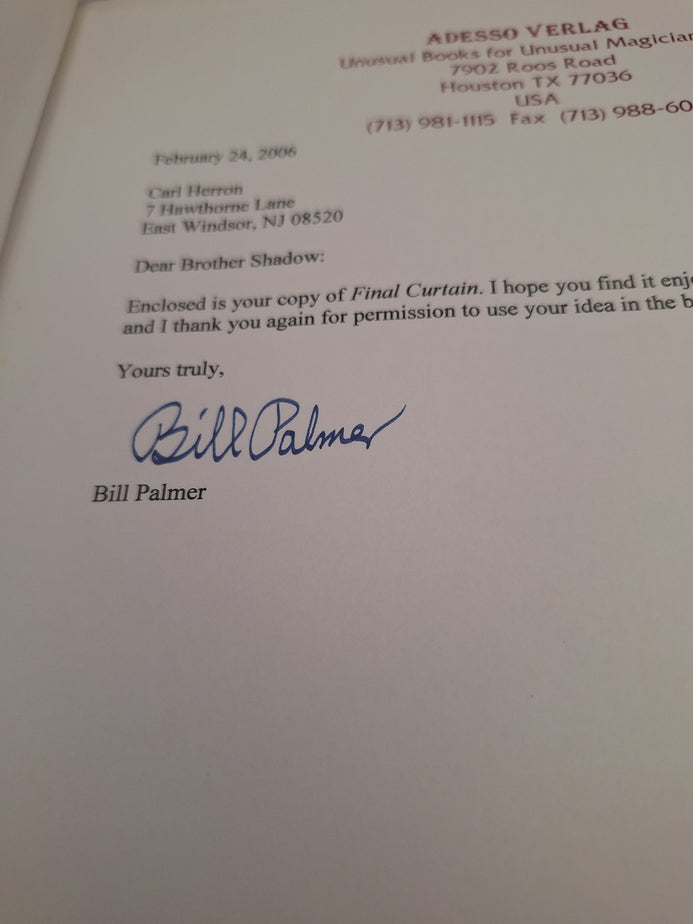 ADESSO VERLAG
Unusual Books for Unusual Magician
7902 Roos Road
Houston TX 77036
USA
(713) 981-1115 Fax (713) 988-60
February 24, 2006
Carl Herron
7 Hawthorne Lane
East Windsor, NJ 08520
Dear Brother Shadow:
Enclosed is your copy of Final Curtain. I hope you find it enj
and I thank you again for permission to use your idea in the b
Yours truly,
Bill Palmer
Bill Palmer